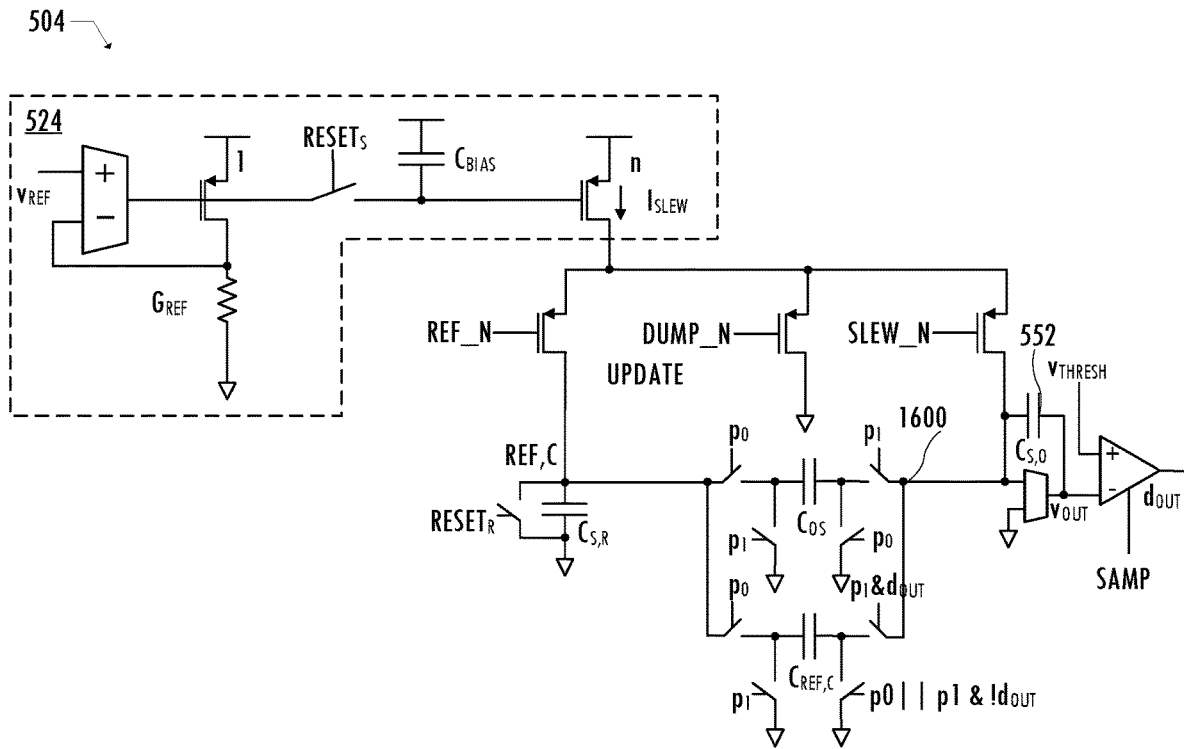 504
524
RESETS
CBIAS
1
n
vREF
ISLEW
GREF
REF_N
DUMP_N
SLEW_N
552
UPDATE
vTHRESH
1600
REF,C
p0
p1
CS,O
RESETR
CS,R
COS
vOUT
dOUT
p1
p0
SAMP
p0
p1&dOUT
CREF,C
p1
p0 | | p1 & !dOUT